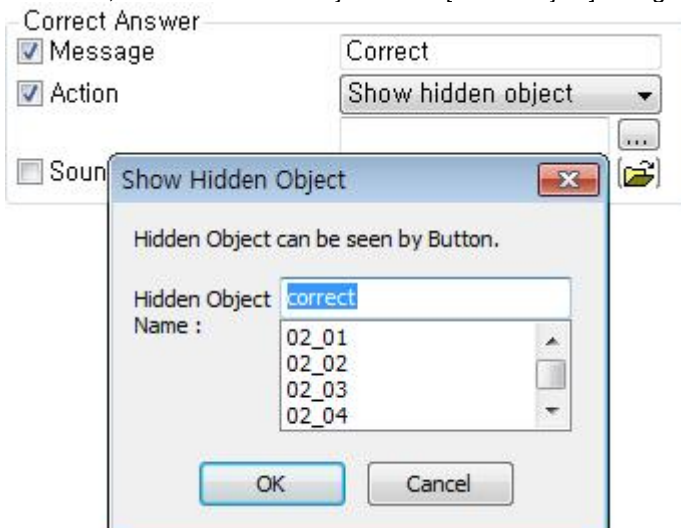 Correct Answer
Message Correct
Action Show hidden object
...
Soun
Show Hidden Object
Hidden Object can be seen by Button.
Hidden Object correct
Name :
02_01
02_02
02_03
02_04
OK Cancel